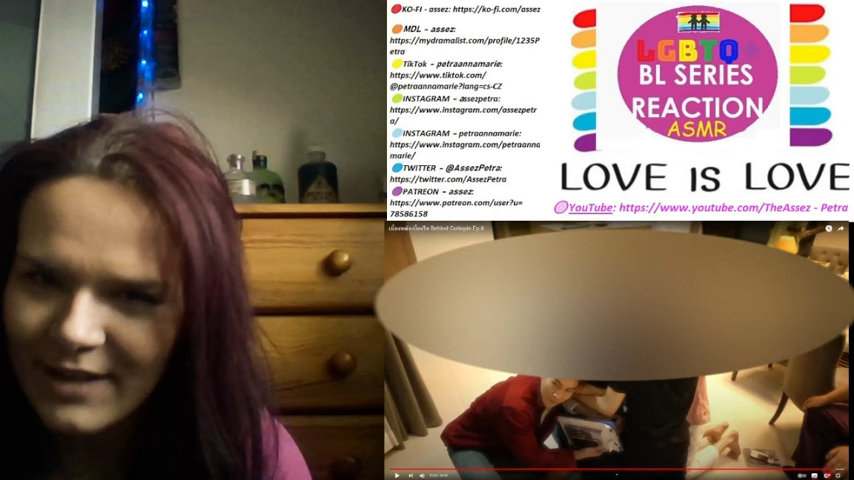 KO-FI - assez: https://ko-fi.com/assez
MDL - assez:
https://mydramalist.com/profile/1235P
etra
TikTok - petraannamarie:
https://www.tiktok.com/
@petraannamarie?lang=cs-CZ
INSTAGRAM - assezpetra:
https://www.instagram.com/assezpetr
a/
INSTAGRAM - petraannamarie:
https://www.instagram.com/petraanna
marie/
TWITTER - @AssezPetra:
https://twitter.com/AssezPetra
PATREON - assez:
https://www.patreon.com/user?u=
78586158
LGBTQ+
BL SERIES
REACTION
ASMR
LOVE IS LOVE
YouTube: https://www.youtube.com/TheAssez - Petra
Ep.6